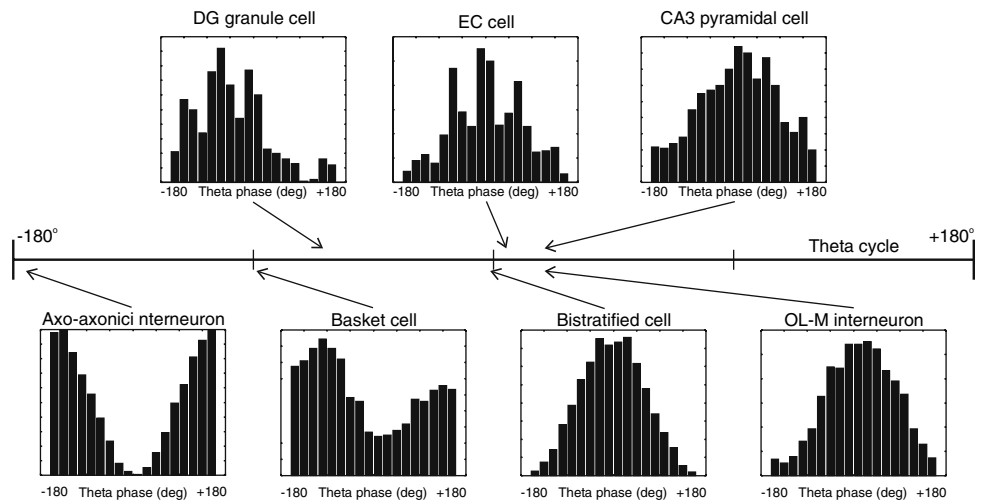 DG granule cell
EC cell
CA3 pyramidal cell
-180 Theta phase (deg) +180
-180 Theta phase (deg) +180
-180 Theta phase (deg) +180
-180°
Theta cycle
+180°
Axo-axonici nterneuron
Basket cell
Bistratified cell
OL-M interneuron
-180 Theta phase (deg) +180
-180 Theta phase (deg) +180
-180 Theta phase (deg) +180
-180 Theta phase (deg) +180